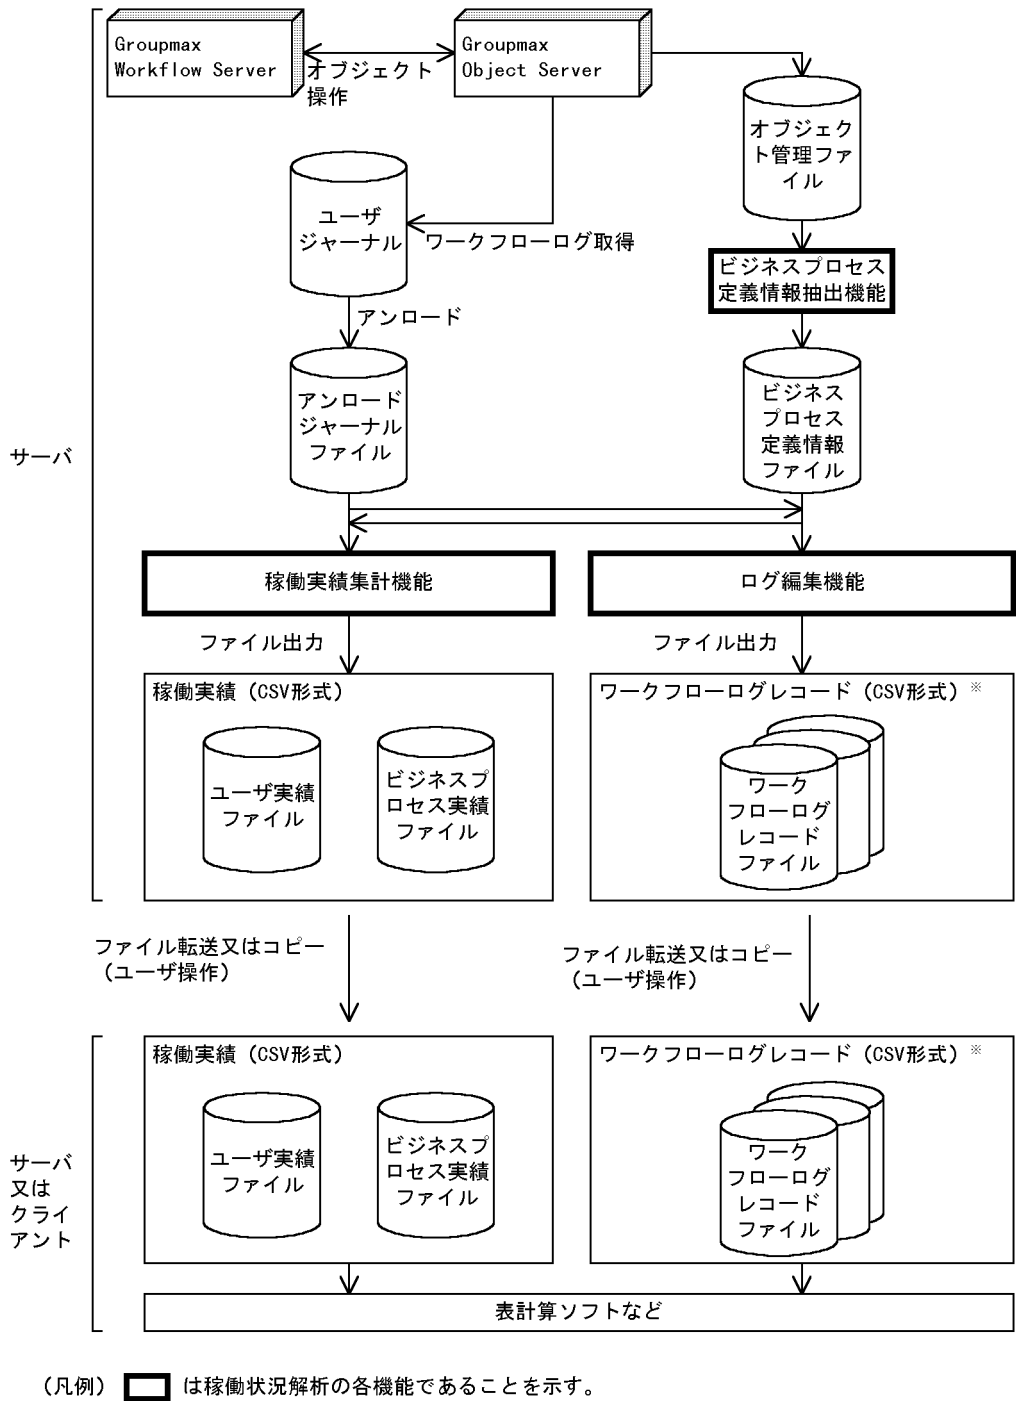 Groupmax
Workflow Server
オブジェクト
操作
Groupmax
Object Server
オブジェク
ト管理ファ
イル
ユーザ
ジャーナル
ワークフローログ取得
ビジネスプロセス
定義情報抽出機能
アンロード
アンロード
ジャーナル
ファイル
ビジネス
プロセス
定義情報
ファイル
サーバ
稼働実績集計機能
ログ編集機能
ファイル出力
ファイル出力
稼働実績（CSV形式）
ユーザ実績
ファイル
ビジネスプ
ロセス実績
ファイル
ワークフローログレコード（CSV形式）※
ワーク
フローログ
レコード
ファイル
ファイル転送又はコピー
（ユーザ操作）
ファイル転送又はコピー
（ユーザ操作）
サーバ
又は
クライ
アント
稼働実績（CSV形式）
ユーザ実績
ファイル
ビジネスプ
ロセス実績
ファイル
ワークフローログレコード（CSV形式）※
ワーク
フローログ
レコード
ファイル
表計算ソフトなど
（凡例） は稼働状況解析の各機能であることを示す。